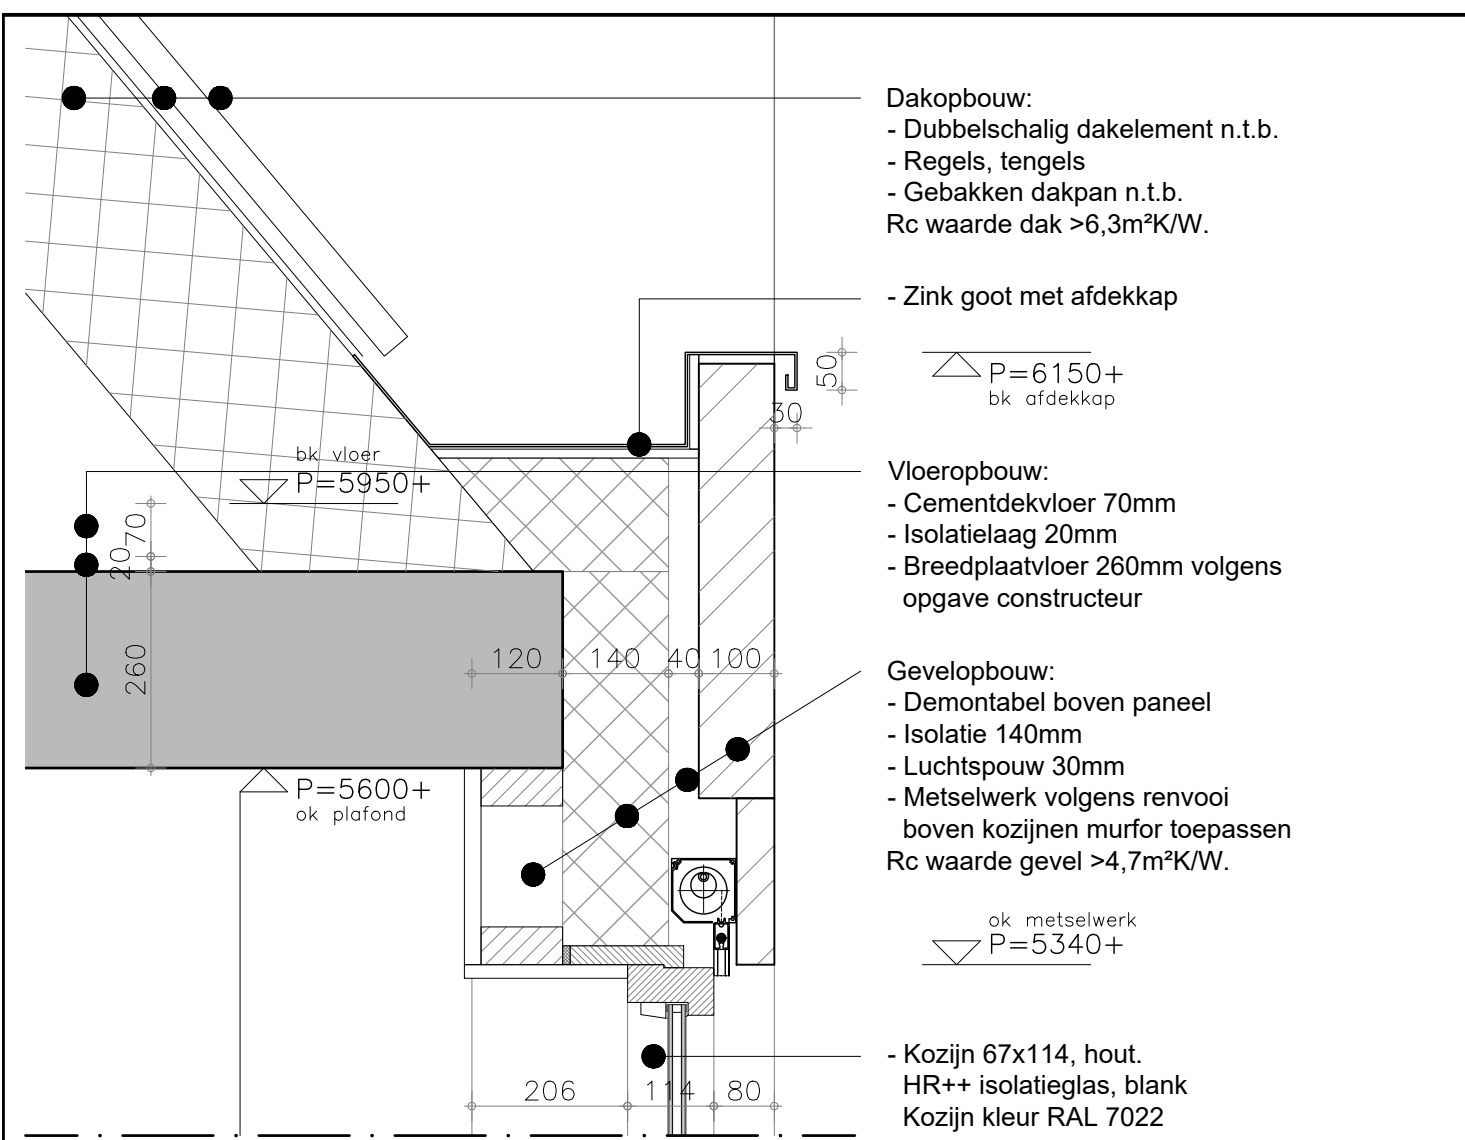 Dakopbouw:
- Dubbelschalig dakelement n.t.b.
- Regels, tengels
- Gebakken dakpan n.t.b.
Rc waarde dak >6,3m²K/W.
- Zink goot met afdekkap
50
P=6150+
bk afdekkap
30
bk vloer
P=5950+
Vloeropbouw:
- Cementdekvloer 70mm
- Isolatielaag 20mm
- Breedplaatvloer 260mm volgens
opgave constructeur
70
20
260
120 140 40 100
Gevelopbouw:
- Demontabel boven paneel
- Isolatie 140mm
- Luchtspouw 30mm
- Metselwerk volgens renvooi
boven kozijnen murfor toepassen
Rc waarde gevel >4,7m²K/W.
P=5600+
ok plafond
ok metselwerk
P=5340+
- Kozijn 67x114, hout.
HR++ isolatieglas, blank
Kozijn kleur RAL 7022
206 114 80